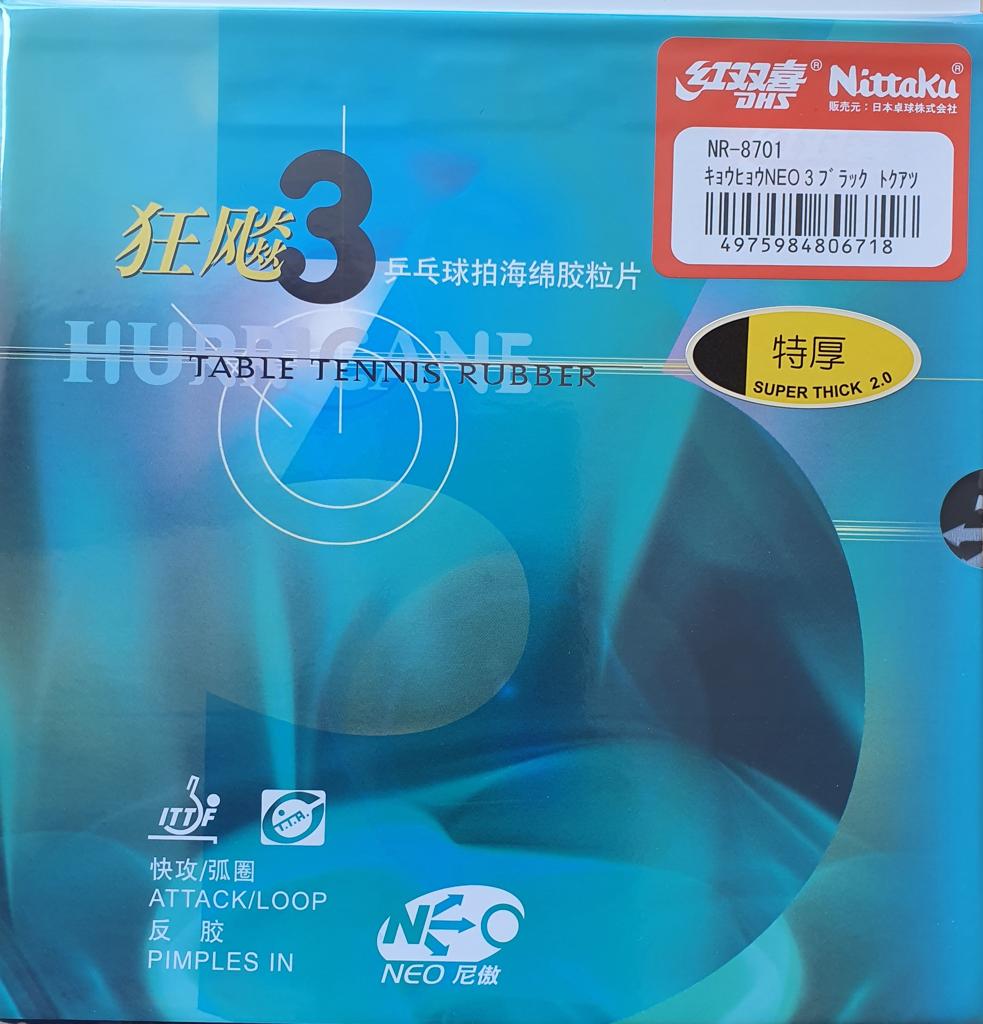 红双喜® DHS
Nittaku®
販売元：日本卓球株式会社
NR-8701
ｷｮｳﾋｮｳNEO 3 ﾌﾞﾗｯｸ ﾄｸｱﾂ
4975984806718
狂飚3
乒乓球拍海绵胶粒片
HURRICANE
TABLE TENNIS RUBBER
特厚
SUPER THICK 2.0
ITTF
T.T.A.
快攻/弧圈
ATTACK/LOOP
反 胶
PIMPLES IN
NEO
NEO 尼傲